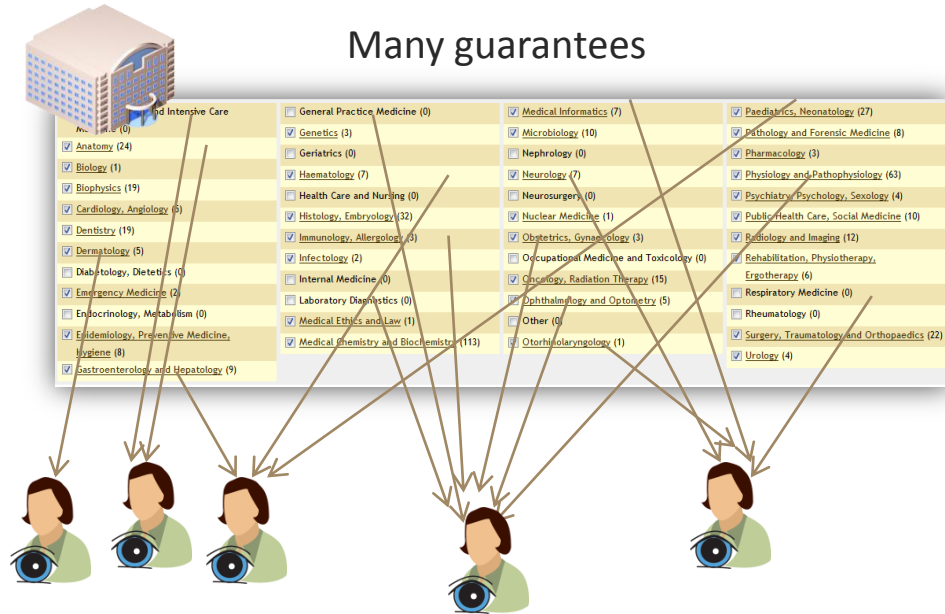 Many guarantees
and Intensive Care
Medicine (0)
Anatomy (24)
Biology (1)
Biophysics (19)
Cardiology, Angiology (5)
Dentistry (19)
Dermatology (5)
Diabetology, Dietetics (0)
Emergency Medicine (2)
Endocrinology, Metabolism (0)
Epidemiology, Preventive Medicine,
Hygiene (8)
Gastroenterology and Hepatology (9)
General Practice Medicine (0)
Genetics (3)
Geriatrics (0)
Haematology (7)
Health Care and Nursing (0)
Histology, Embryology (32)
Immunology, Allergology (3)
Infectology (2)
Internal Medicine (0)
Laboratory Diagnostics (0)
Medical Ethics and Law (1)
Medical Chemistry and Biochemistry (113)
Medical Informatics (7)
Microbiology (10)
Nephrology (0)
Neurology (7)
Neurosurgery (0)
Nuclear Medicine (1)
Obstetrics, Gynaecology (3)
Occupational Medicine and Toxicology (0)
Oncology, Radiation Therapy (15)
Ophthalmology and Optometry (5)
Other (0)
Otorhinolaryngology (1)
Paediatrics, Neonatology (27)
Pathology and Forensic Medicine (8)
Pharmacology (3)
Physiology and Pathophysiology (63)
Psychiatry, Psychology, Sexology (4)
Public Health Care, Social Medicine (10)
Radiology and Imaging (12)
Rehabilitation, Physiotherapy,
Ergotherapy (6)
Respiratory Medicine (0)
Rheumatology (0)
Surgery, Traumatology and Orthopaedics (22)
Urology (4)